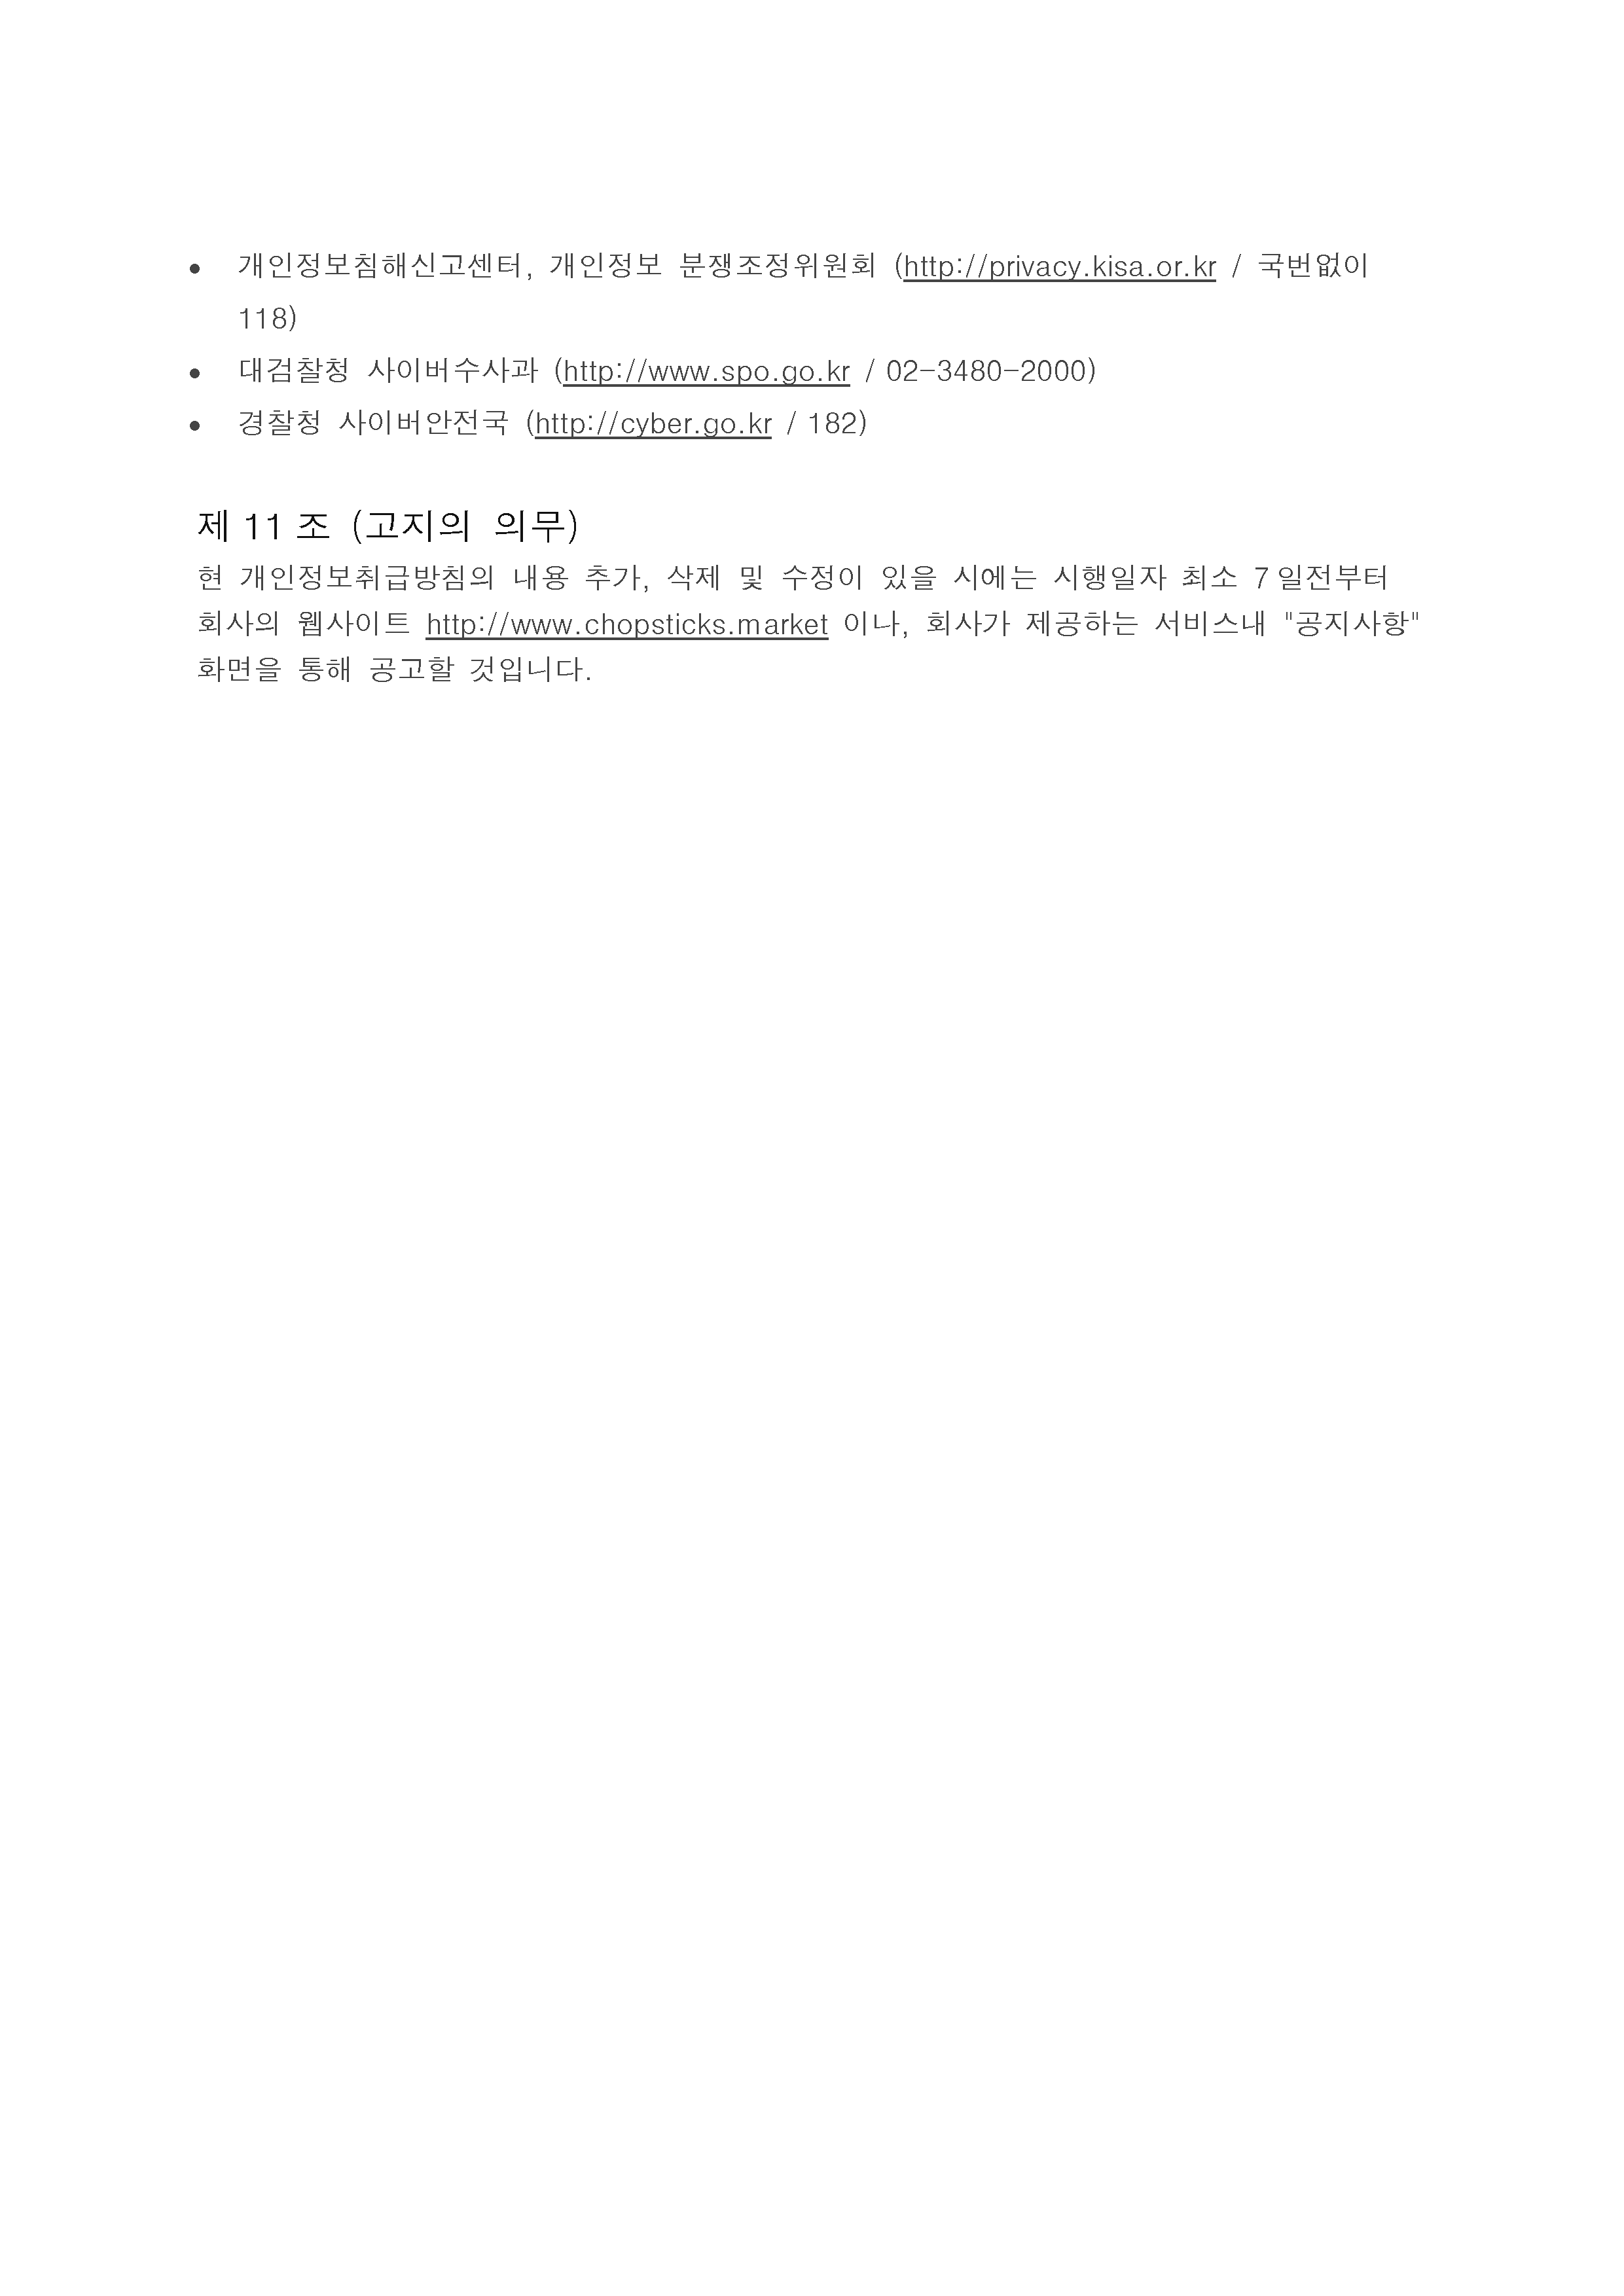 ● 개인정보침해신고센터, 개인정보 분쟁조정위원회 (http://privacy.kisa.or.kr / 국번없이
118)
● 대검찰청 사이버수사과 (http://www.spo.go.kr / 02-3480-2000)
● 경찰청 사이버안전국 (http://cyber.go.kr / 182)
제 11 조 (고지의 의무)
현 개인정보취급방침의 내용 추가, 삭제 및 수정이 있을 시에는 시행일자 최소 7 일전부터
회사의 웹사이트 http://www.chopsticks.market 이나, 회사가 제공하는 서비스내 "공지사항"
화면을 통해 공고할 것입니다.